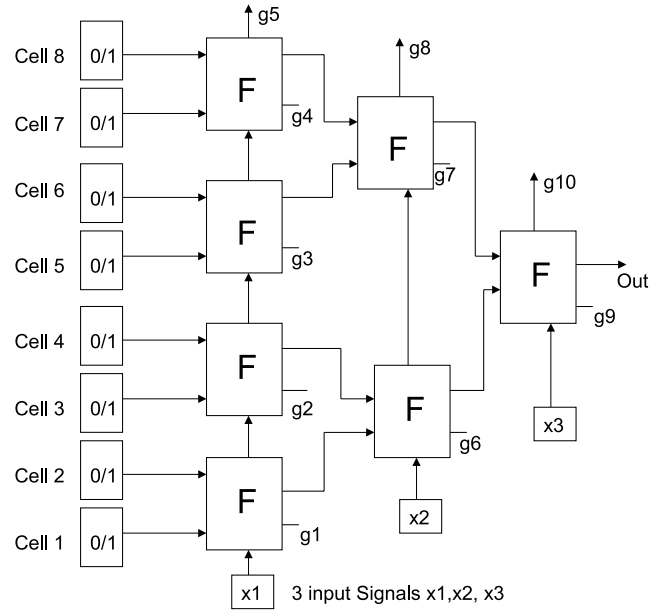 g5
Cell 8
0/1
F
g8
g4
Cell 7
0/1
F
g7
Cell 6
0/1
F
g10
g3
Cell 5
0/1
F
Out
g9
Cell 4
0/1
F
F
g2
Cell 3
0/1
x3
g6
Cell 2
0/1
F
x2
g1
Cell 1
0/1
x1
3 input Signals x1,x2, x3